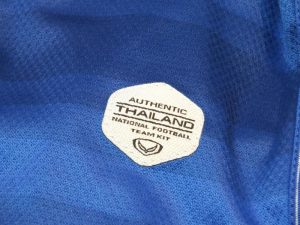 AUTHENTIC
THAILAND
NATIONAL FOOTBALL
TEAM KIT